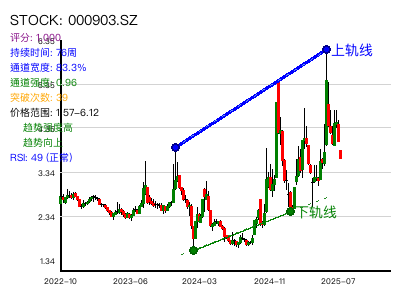 STOCK: 000903.SZ
评分: 1.000
持续时间: 76周
通道宽度: 83.3%
通道强度: 0.96
突破次数: 39
价格范围: 1.57-6.12
趋势强度高
趋势向上
RSI: 49 (正常)
上轨线
下轨线
6.35
3.34
2.34
1.34
2022-10
2023-06
2024-03
2024-11
2025-07